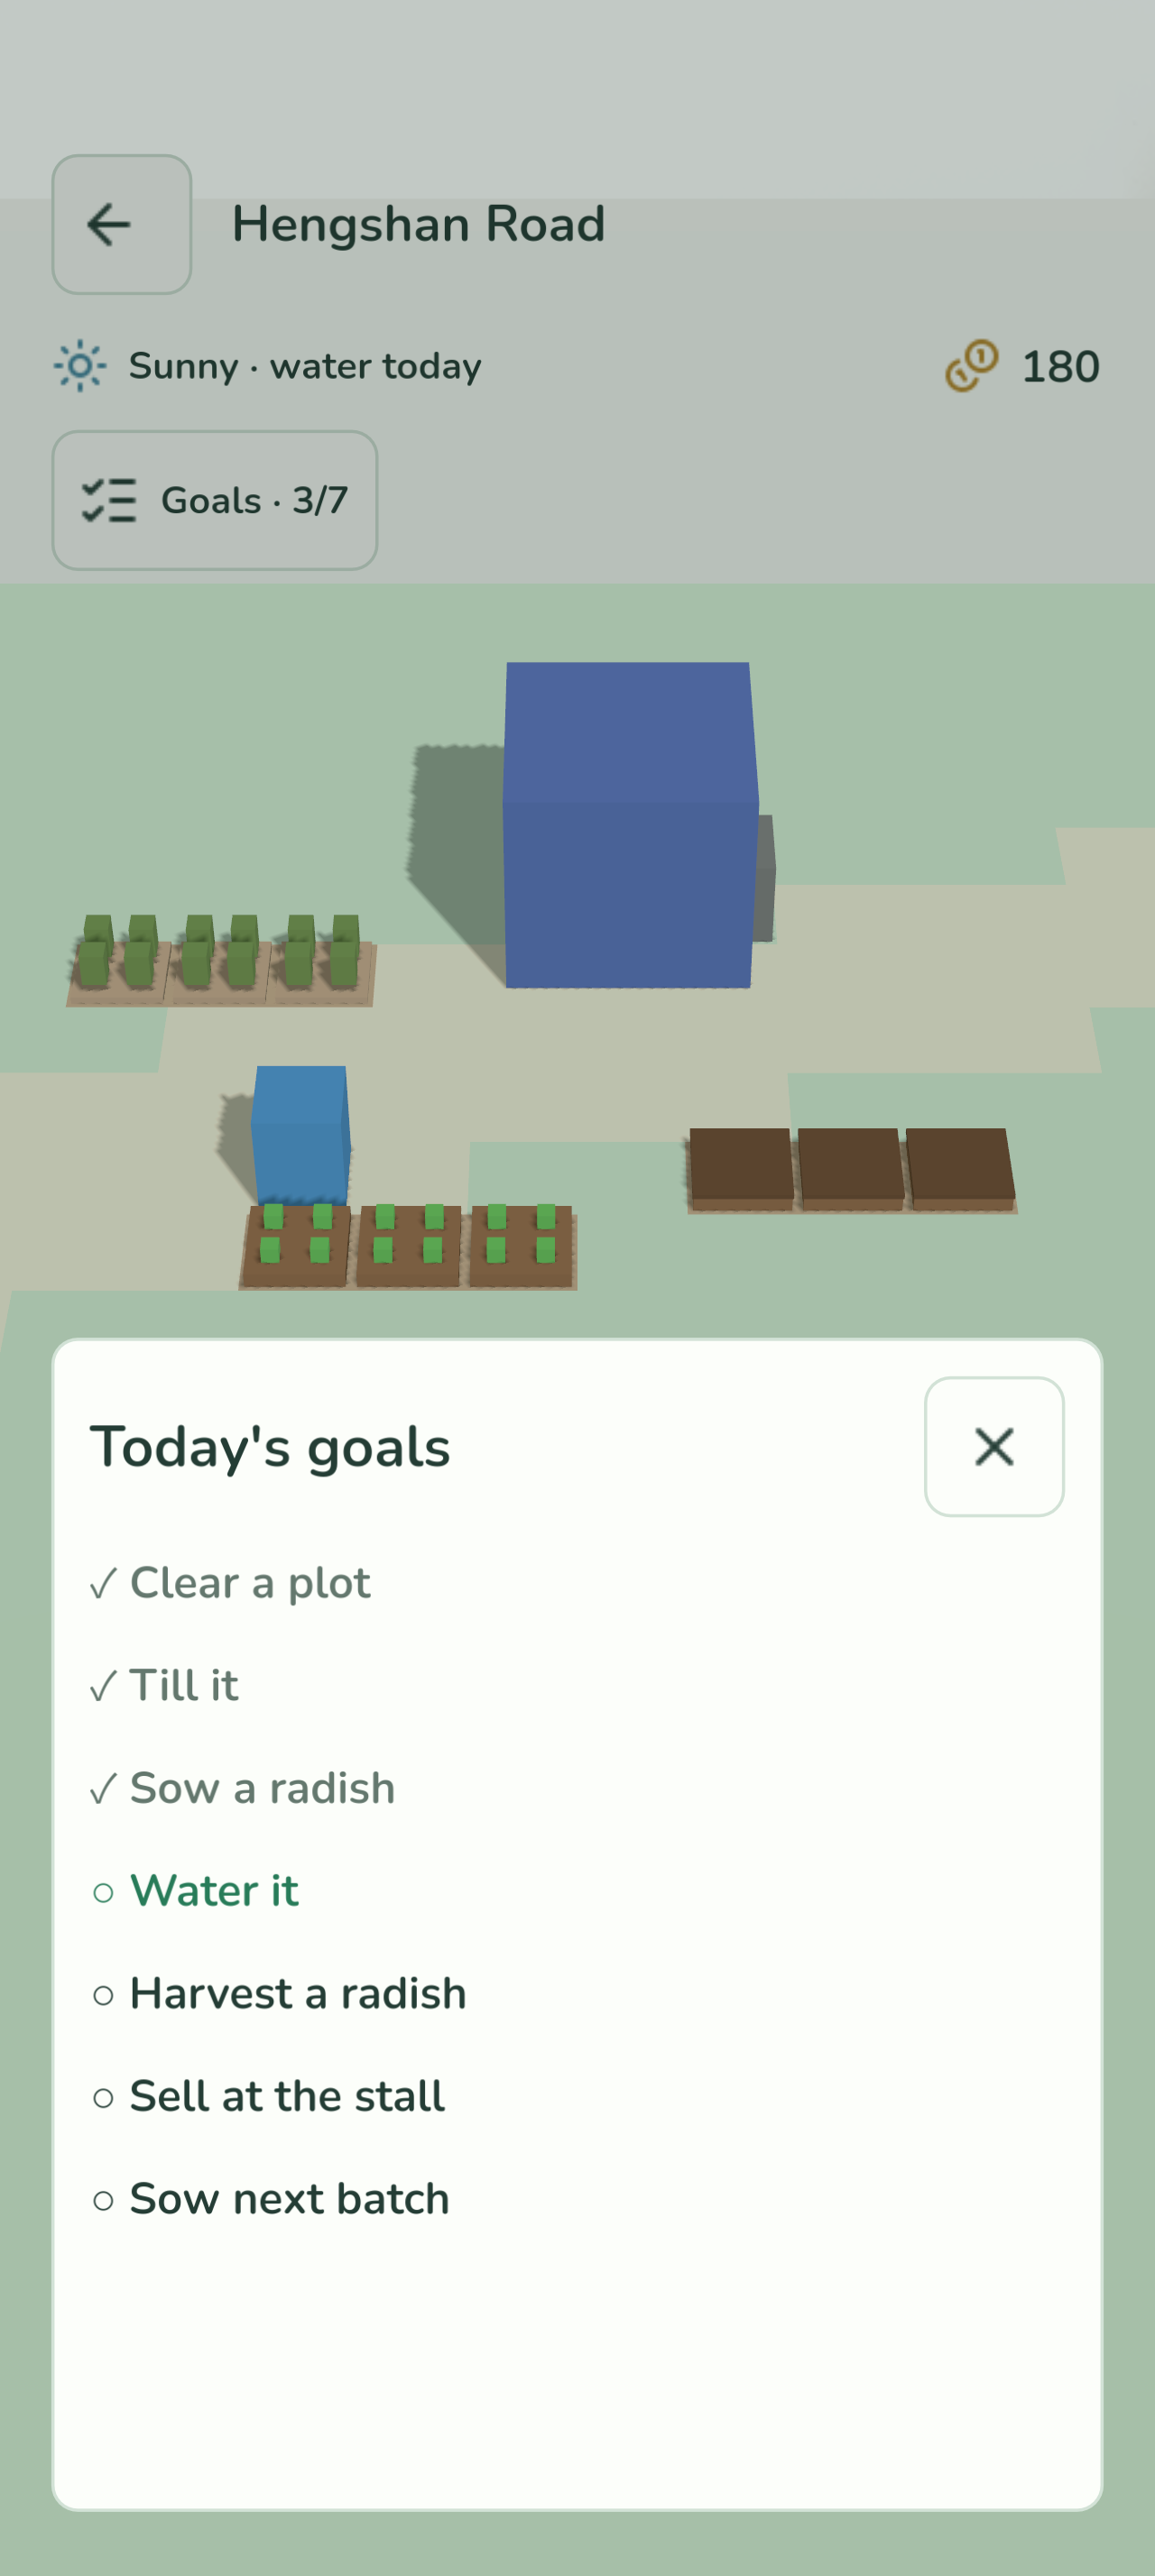 Hengshan Road
Sunny · water today
180
Goals · 3/7
Today's goals
✓ Clear a plot
✓ Till it
✓ Sow a radish
○ Water it
○ Harvest a radish
○ Sell at the stall
○ Sow next batch